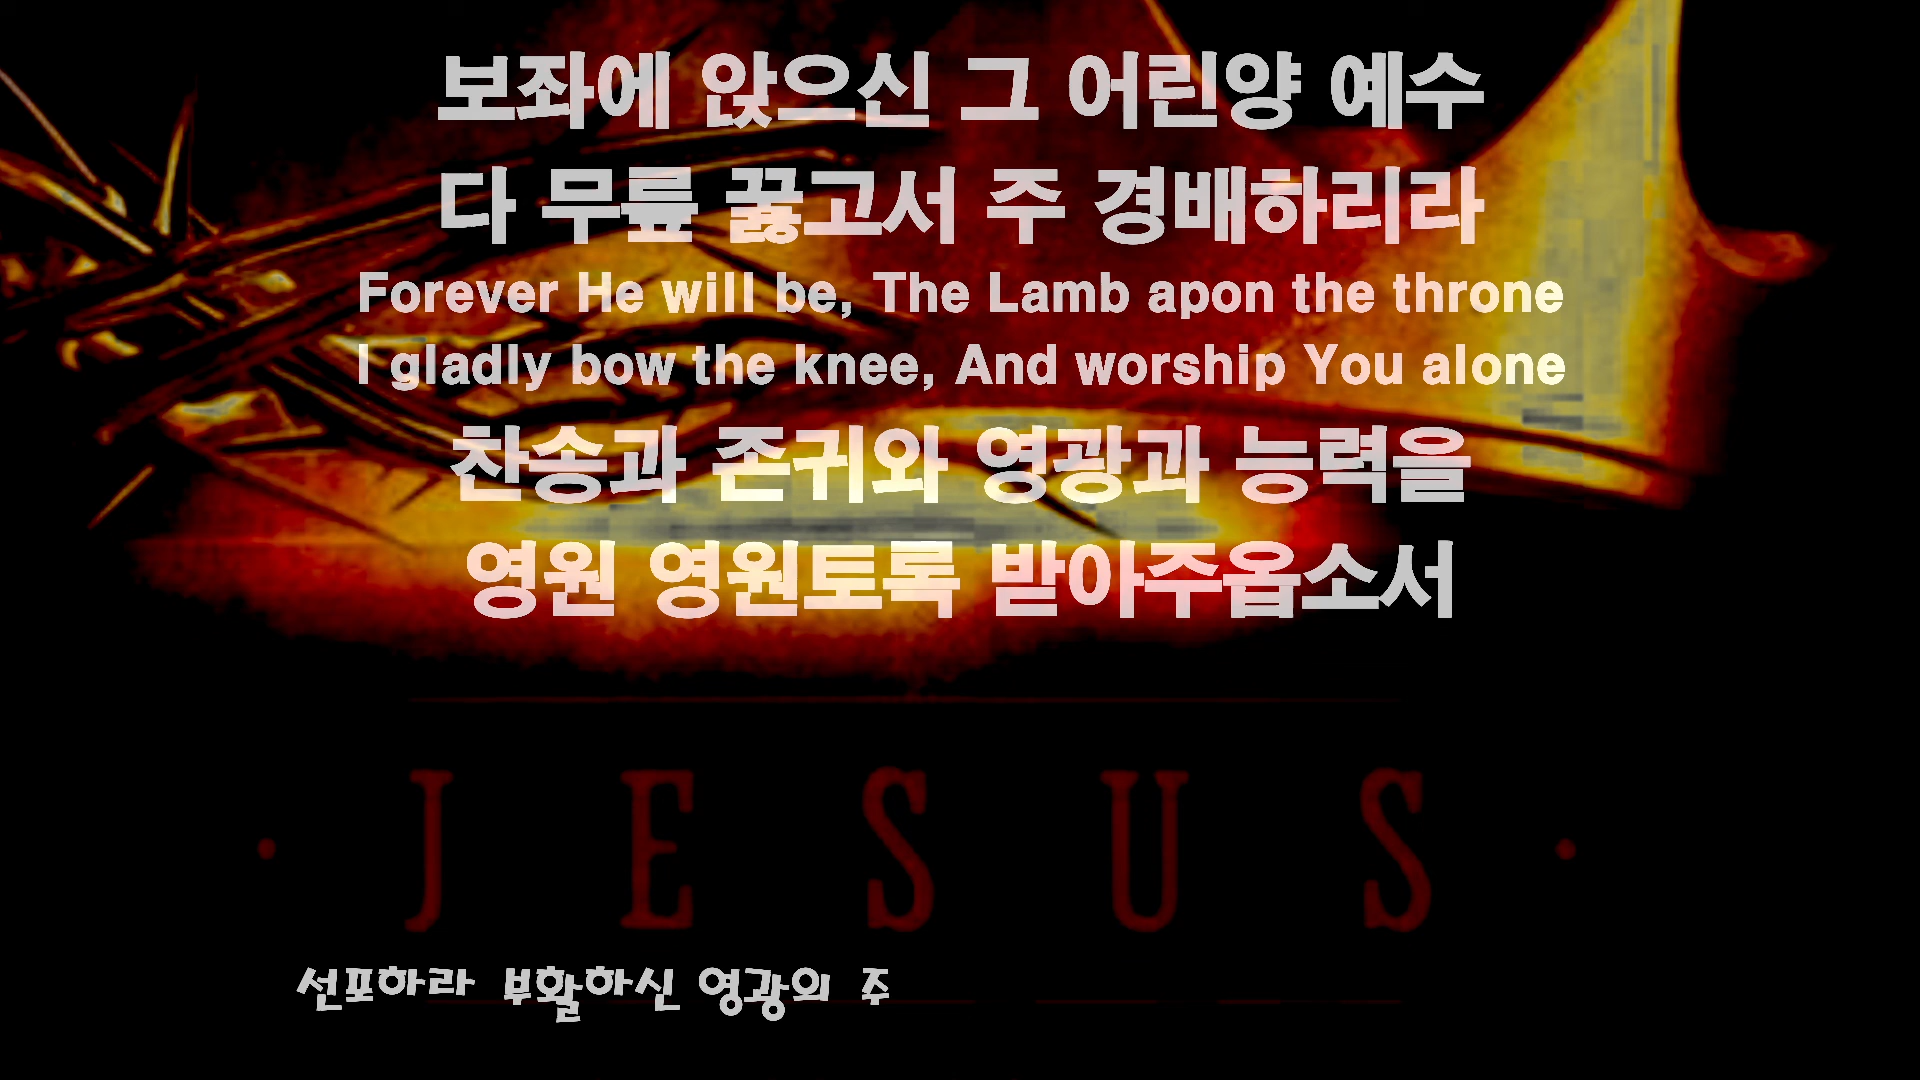 보좌에 앉으신 그 어린양 예수
다 무릎 꿇고서 주 경배하리라
Forever He will be, The Lamb apon the throne
I gladly bow the knee, And worship You alone
찬송과 존귀와 영광과 능력을
영원 영원토록 받아주옵소서
· JESUS ·
선포하라 부활하신 영광의 주